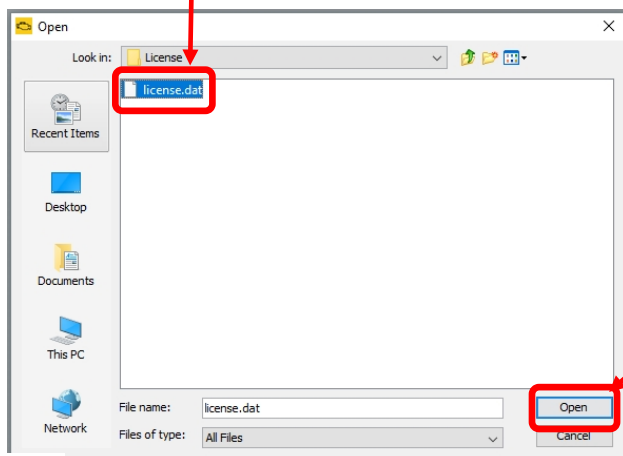 Open
Look in: License
license.dat
Recent Items
Desktop
Documents
This PC
Network
File name: license.dat Open
Files of type: All Files Cancel